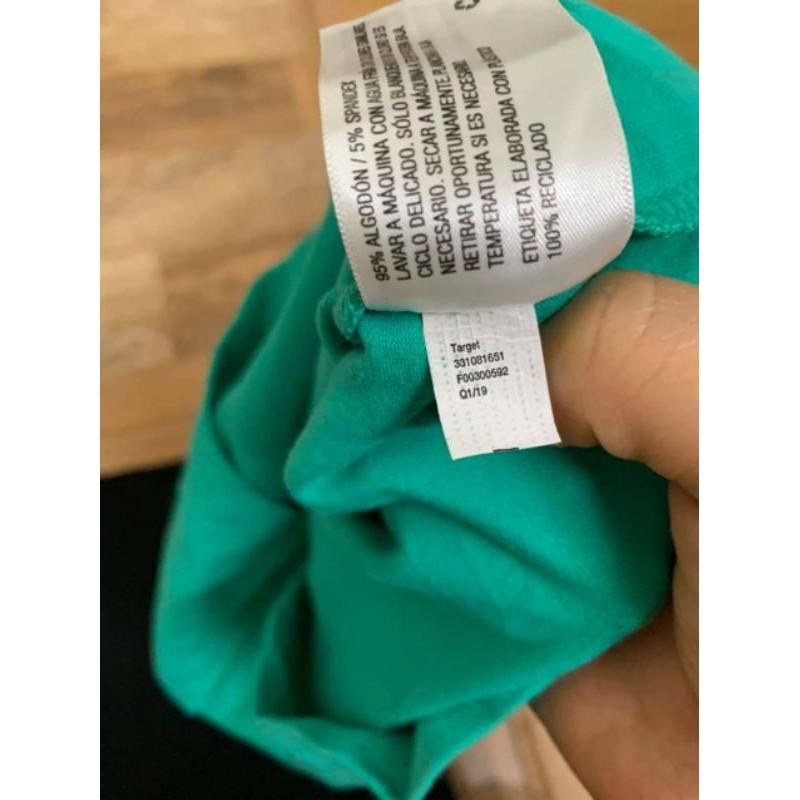 95% ALGODÓN / 5% SPANDEX
LAVAR A MÁQUINA CON AGUA
CICLO DELICADO. SÓLO
NECESARIO. SECAR A MÁQUINA
RETIRAR OPORTUNAMENTE.
TEMPERATURA SI ES NECESARIO
ETIQUETA ELABORADA CON
100% RECICLADO
Target
331081651
F00300592
Q1/19